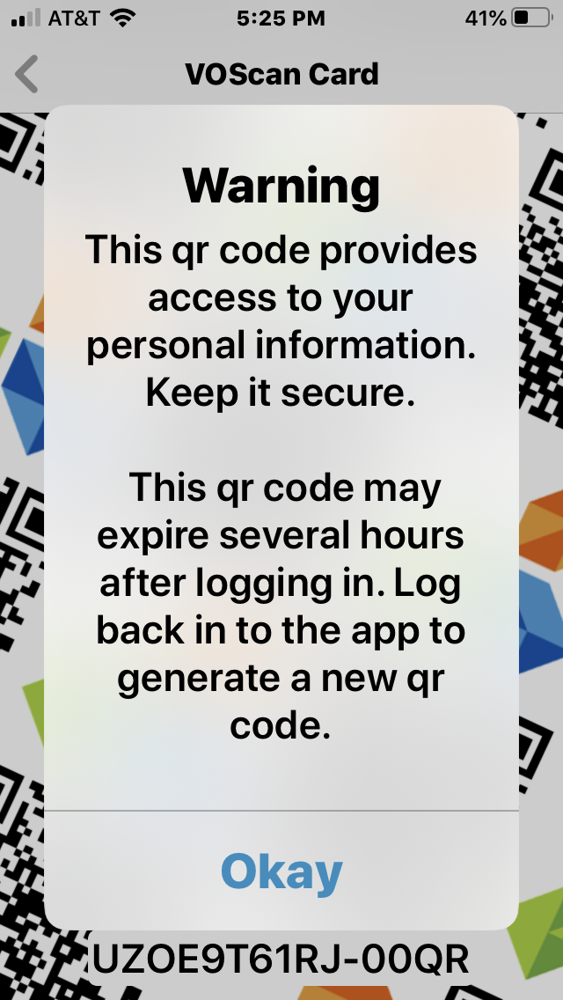 AT&T 5:25 PM 41%
VOScan Card
Warning
This qr code provides
access to your
personal information.
Keep it secure.
This qr code may
expire several hours
after logging in. Log
back in to the app to
generate a new qr
code.
Okay
UZOE9T61RJ-00QR